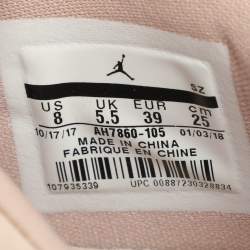 SZ
US UK EUR CM
8 5.5 39 25
10/17/17 AH7860-105 01/03/18
MADE IN CHINA
FABRIQUE EN CHINE
107935339 UPC 00887230328834